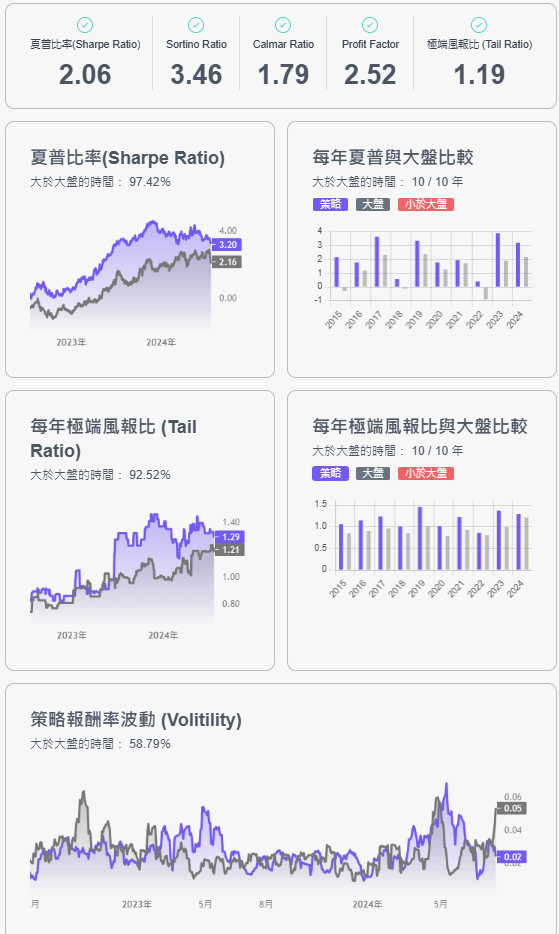 夏普比率(Sharpe Ratio)
2.06
Sortino Ratio
3.46
Calmar Ratio
1.79
Profit Factor
2.52
極端風報比 (Tail Ratio)
1.19
夏普比率(Sharpe Ratio)
大於大盤的時間： 97.42%
4.00
3.20
2.16
0.00
2023年 2024年
每年夏普與大盤比較
大於大盤的時間： 10 / 10 年
策略 大盤 小於大盤
4
3
2
1
0
-1
2015 2016 2017 2018 2019 2020 2021 2022 2023 2024
每年極端風報比 (Tail
Ratio)
大於大盤的時間： 92.52%
1.40
1.29
1.21
1.00
0.80
2023年 2024年
每年極端風報比與大盤比較
大於大盤的時間： 10 / 10 年
策略 大盤 小於大盤
1.5
1.0
0.5
0
2015 2016 2017 2018 2019 2020 2021 2022 2023 2024
策略報酬率波動 (Volitility)
大於大盤的時間： 58.79%
0.06
0.05
0.04
0.02
月 2023年 5月 8月 2024年 5月